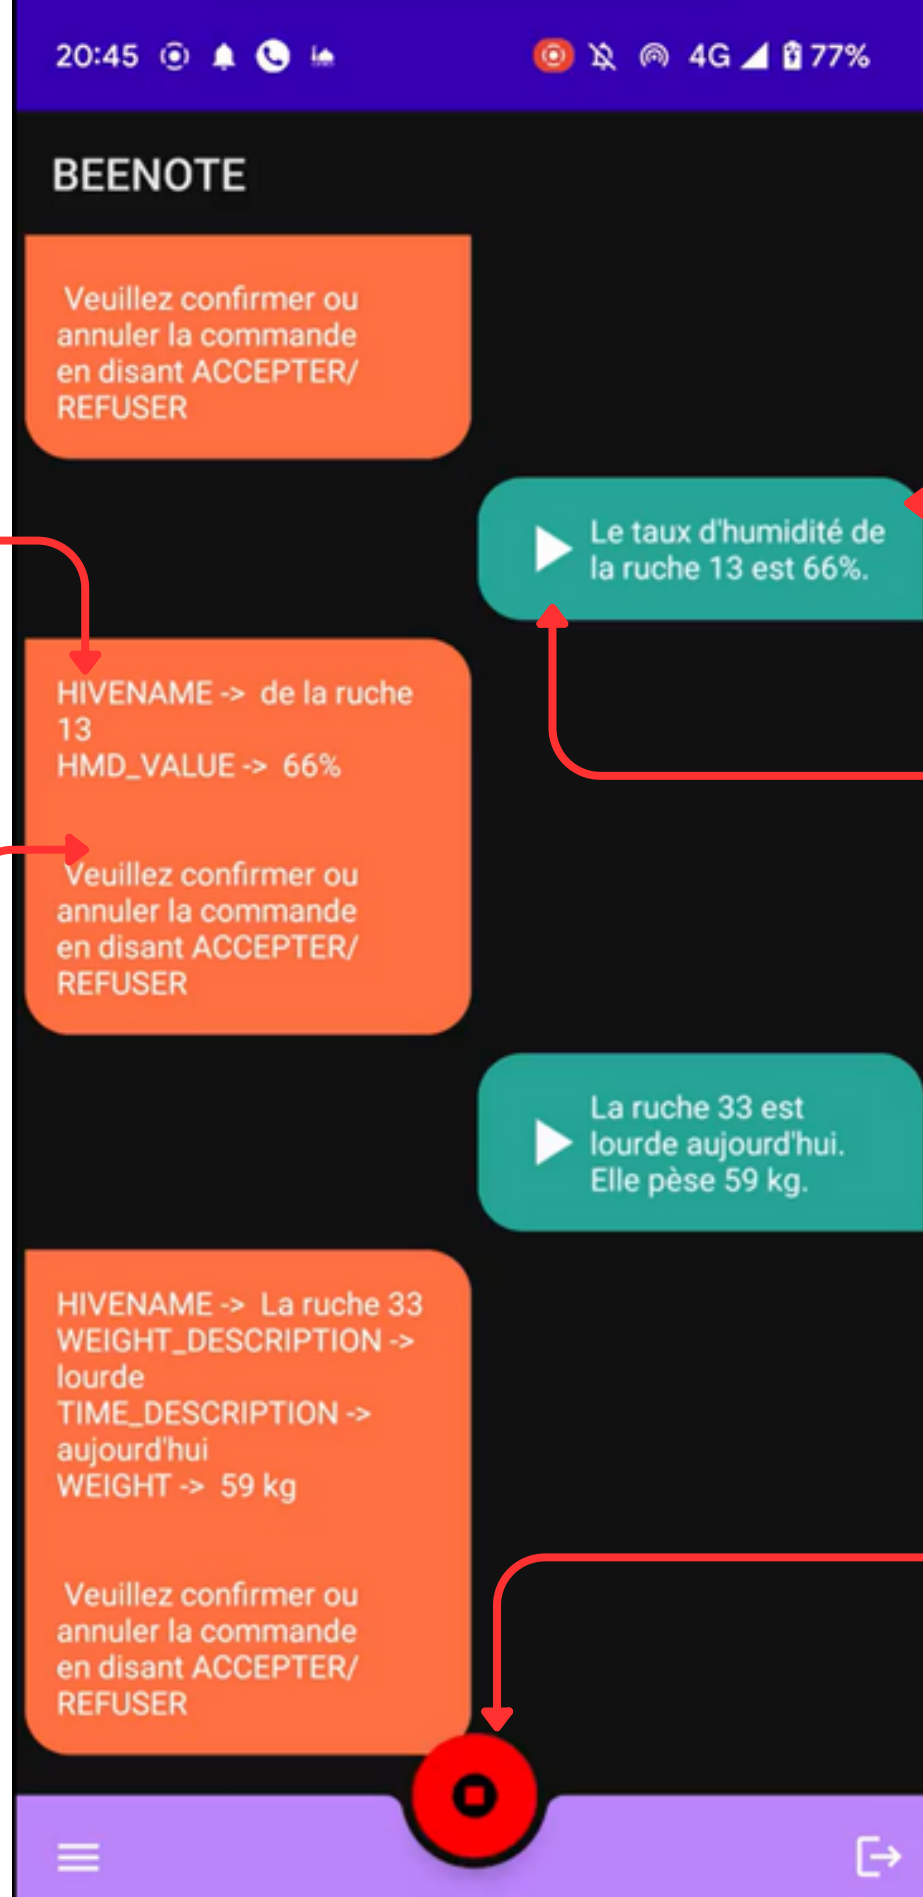 20:45 4G 77%
BEENOTE
Veuillez confirmer ou
annuler la commande
en disant ACCEPTER/
REFUSER
Le taux d'humidité de
la ruche 13 est 66%.
HIVENAME -> de la ruche
13
HMD_VALUE -> 66%
Veuillez confirmer ou
annuler la commande
en disant ACCEPTER/
REFUSER
La ruche 33 est
lourde aujourd'hui.
Elle pèse 59 kg.
HIVENAME -> La ruche 33
WEIGHT_DESCRIPTION ->
lourde
TIME_DESCRIPTION ->
aujourd'hui
WEIGHT -> 59 kg
Veuillez confirmer ou
annuler la commande
en disant ACCEPTER/
REFUSER